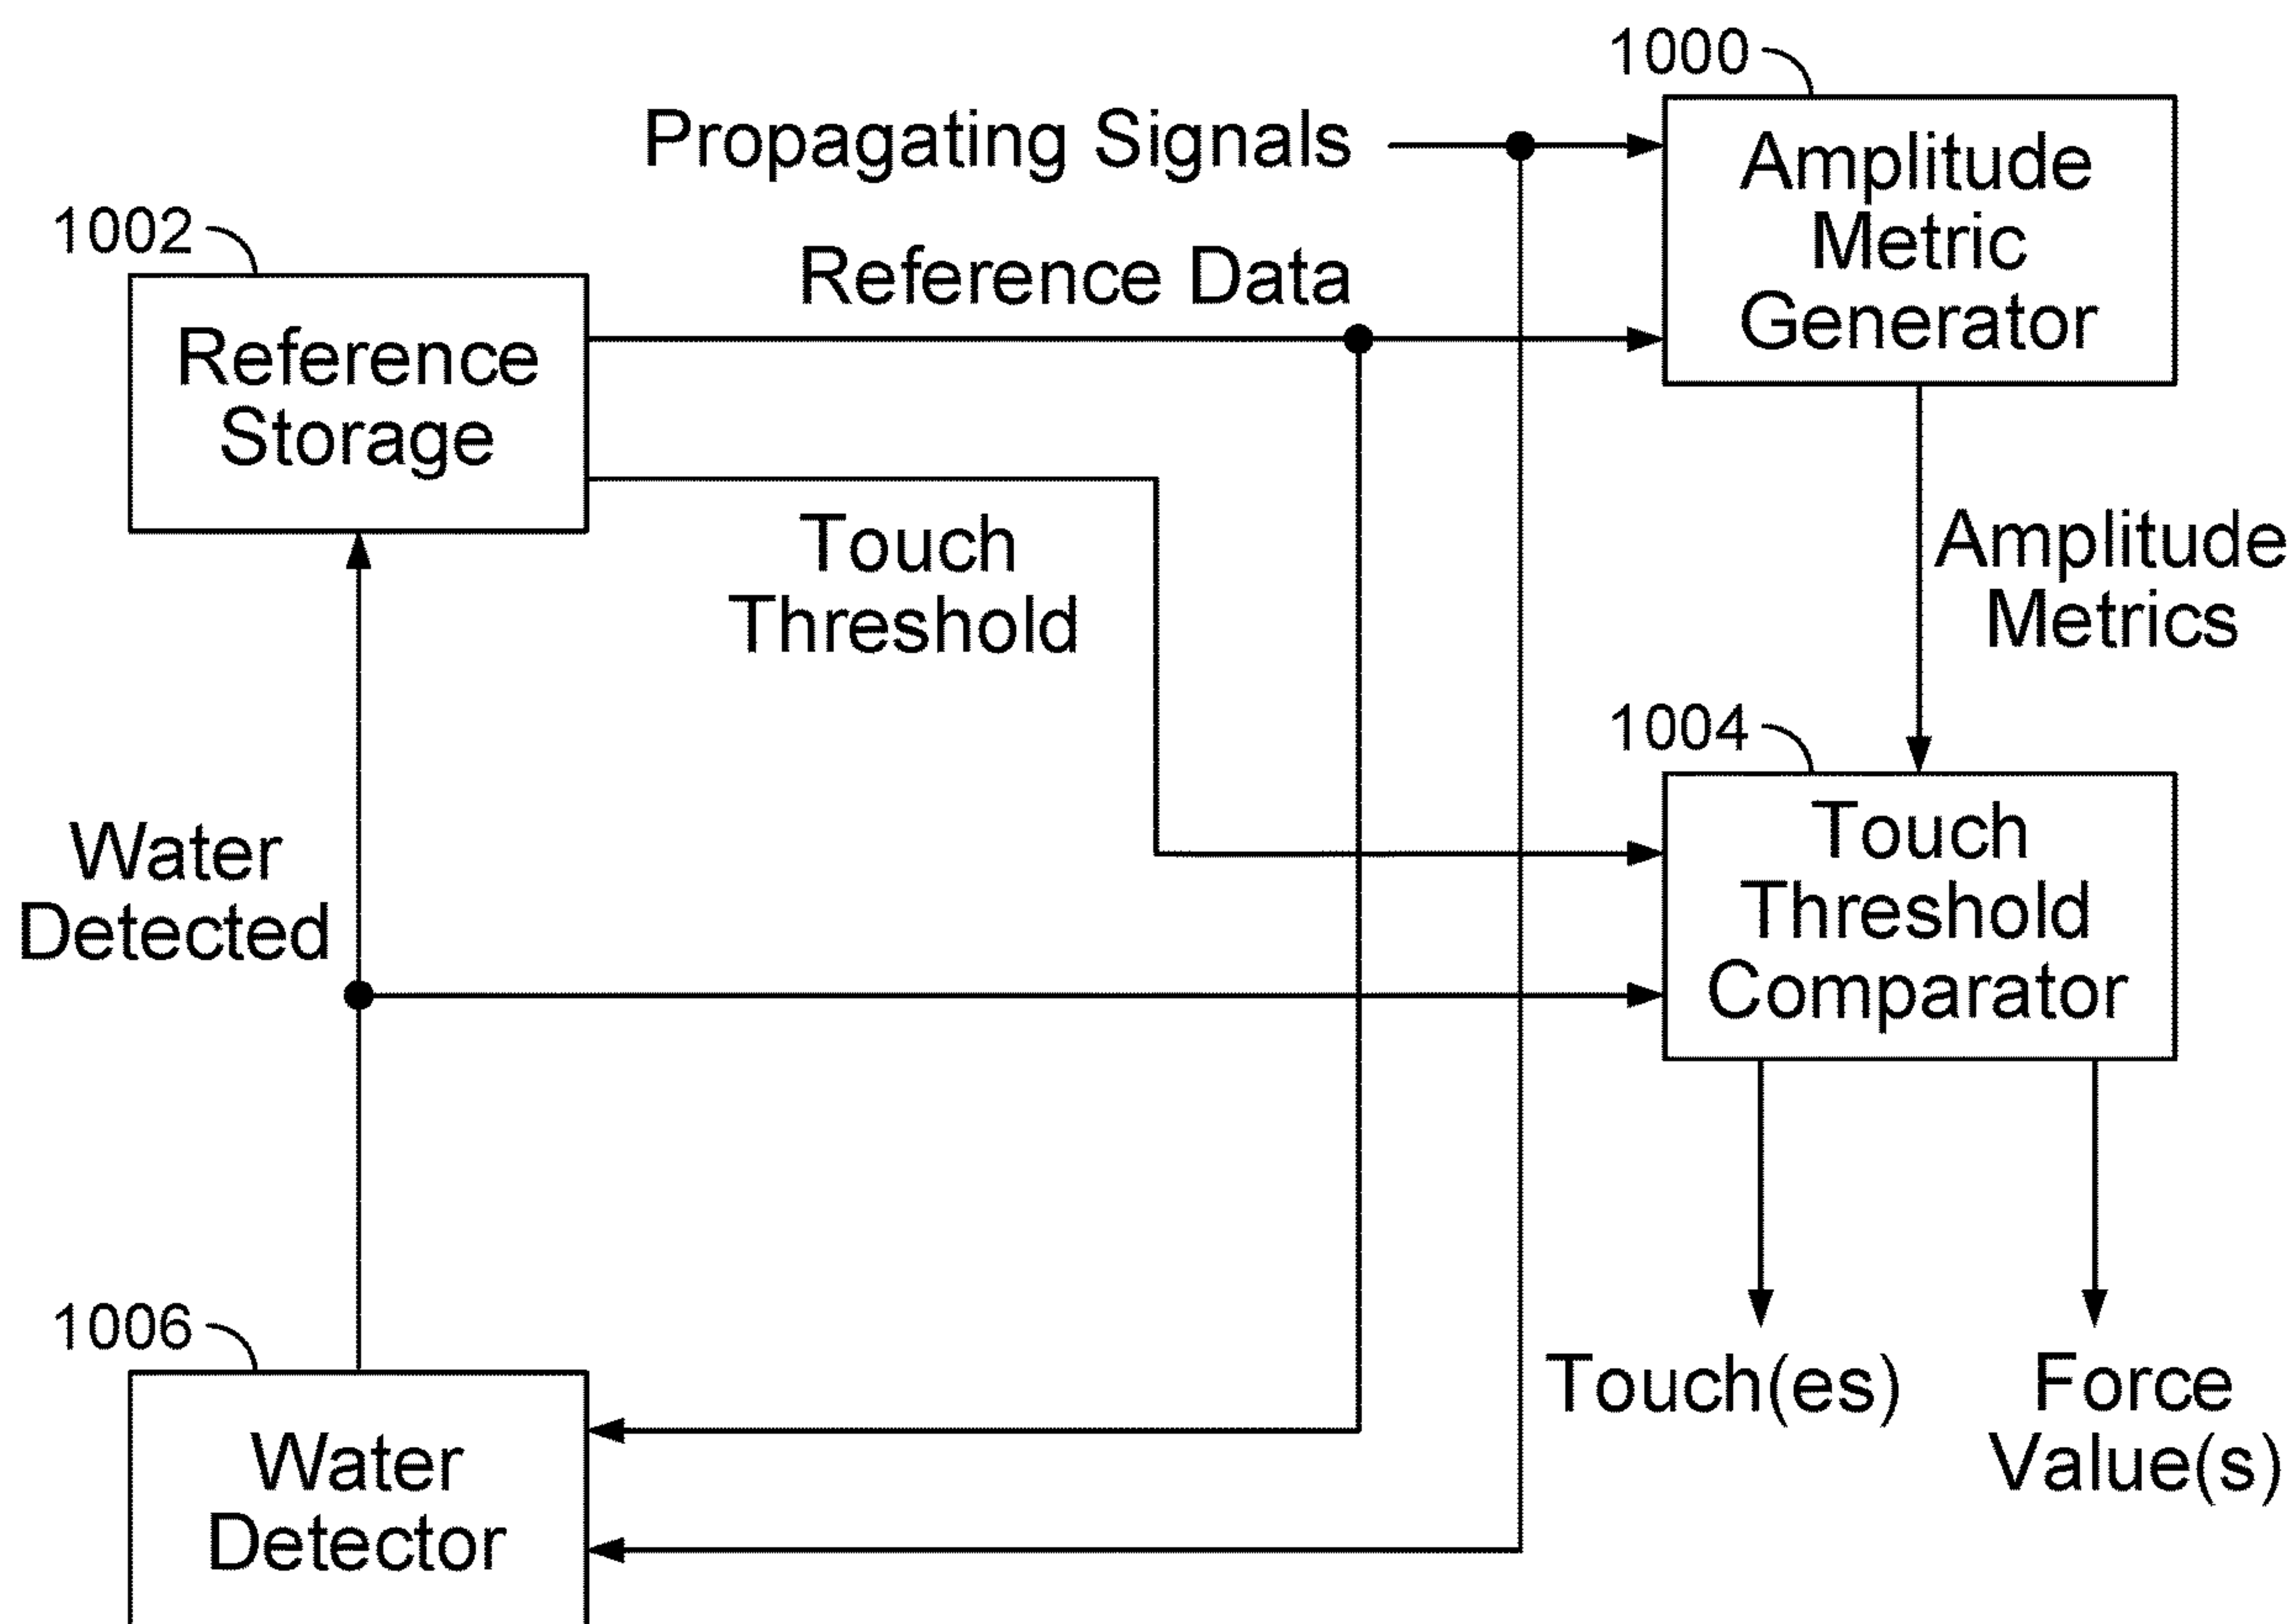 1000
Propagating Signals
Amplitude
Metric
Generator
1002
Reference Data
Reference
Storage
Touch
Threshold
Amplitude
Metrics
1004
Water
Detected
Touch
Threshold
Comparator
1006
Touch(es)
Force
Value(s)
Water
Detector